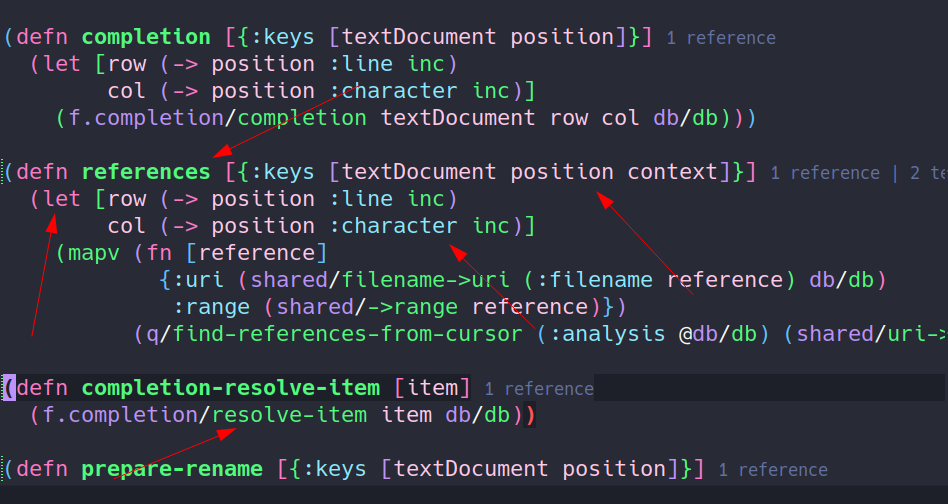 (defn completion [{:keys [textDocument position]}] 1 reference
  (let [row (-> position :line inc)
        col (-> position :character inc)]
    (f.completion/completion textDocument row col db/db)))
(defn references [{:keys [textDocument position context]}] 1 reference | 2 te
  (let [row (-> position :line inc)
        col (-> position :character inc)]
    (mapv (fn [reference]
            {:uri (shared/filename->uri (:filename reference) db/db)
             :range (shared/->range reference)})
          (q/find-references-from-cursor (:analysis @db/db) (shared/uri->
(defn completion-resolve-item [item] 1 reference
  (f.completion/resolve-item item db/db))
(defn prepare-rename [{:keys [textDocument position]}] 1 reference